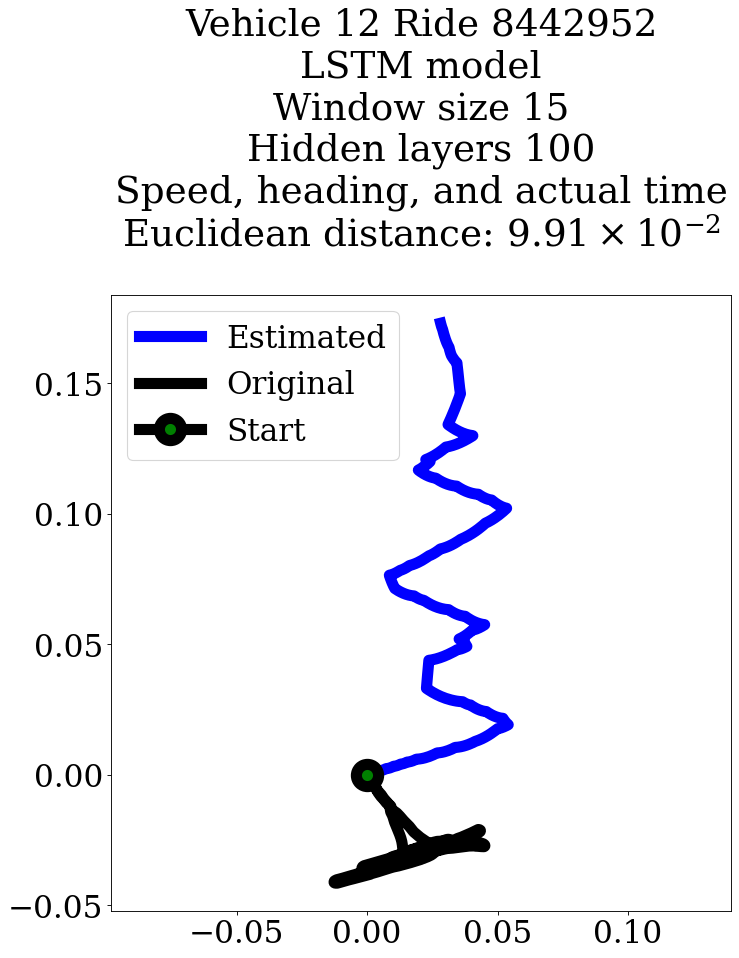 Vehicle 12 Ride 8442952
LSTM model
Window size 15
Hidden layers 100
Speed, heading, and actual time
Euclidean distance: 9.91 × 10⁻²
Estimated
Original
Start
0.15
0.10
0.05
0.00
−0.05
−0.05 0.00 0.05 0.10